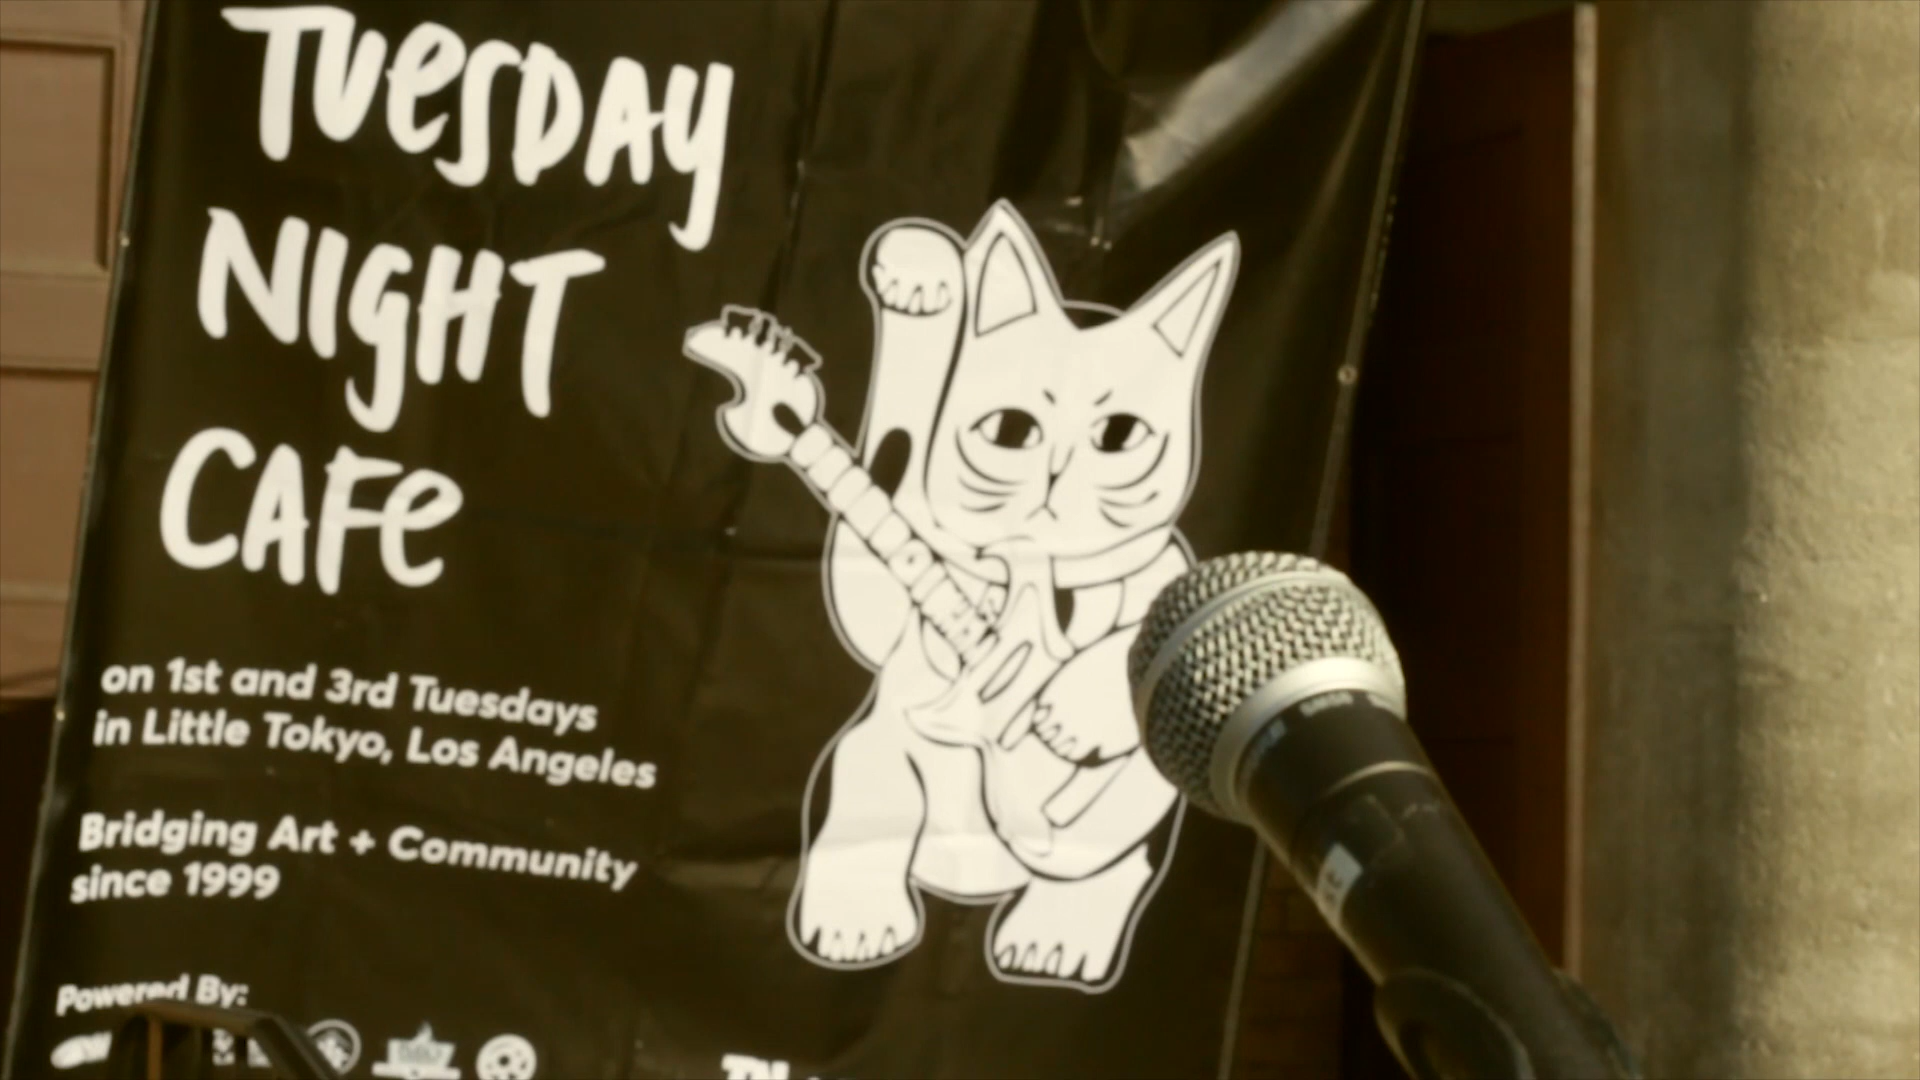 TUESDAY
NIGHT
CAFE
on 1st and 3rd Tuesdays
in Little Tokyo, Los Angeles
Bridging Art + Community
since 1999
Powered By: